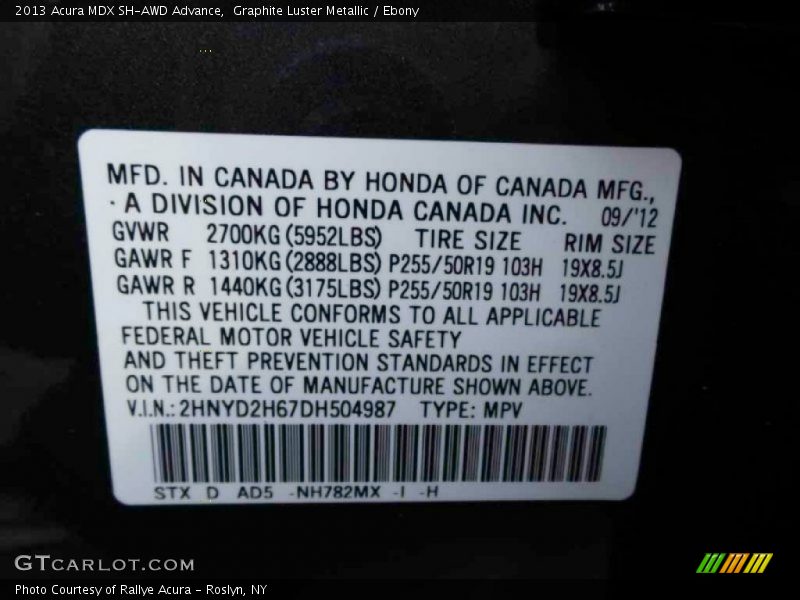 2013 Acura MDX SH-AWD Advance, Graphite Luster Metallic / Ebony
MFD. IN CANADA BY HONDA OF CANADA MFG.,
A DIVISION OF HONDA CANADA INC. 09/'12
GVWR 2700KG (5952LBS) TIRE SIZE RIM SIZE
GAWR F 1310KG (2888LBS) P255/50R19 103H 19X8.5J
GAWR R 1440KG (3175LBS) P255/50R19 103H 19X8.5J
THIS VEHICLE CONFORMS TO ALL APPLICABLE
FEDERAL MOTOR VEHICLE SAFETY
AND THEFT PREVENTION STANDARDS IN EFFECT
ON THE DATE OF MANUFACTURE SHOWN ABOVE.
V.I.N.: 2HNYD2H67DH504987 TYPE: MPV
STX D AD5 -NH782MX -I -H
GTCARLOT.COM
Photo Courtesy of Rallye Acura - Roslyn, NY